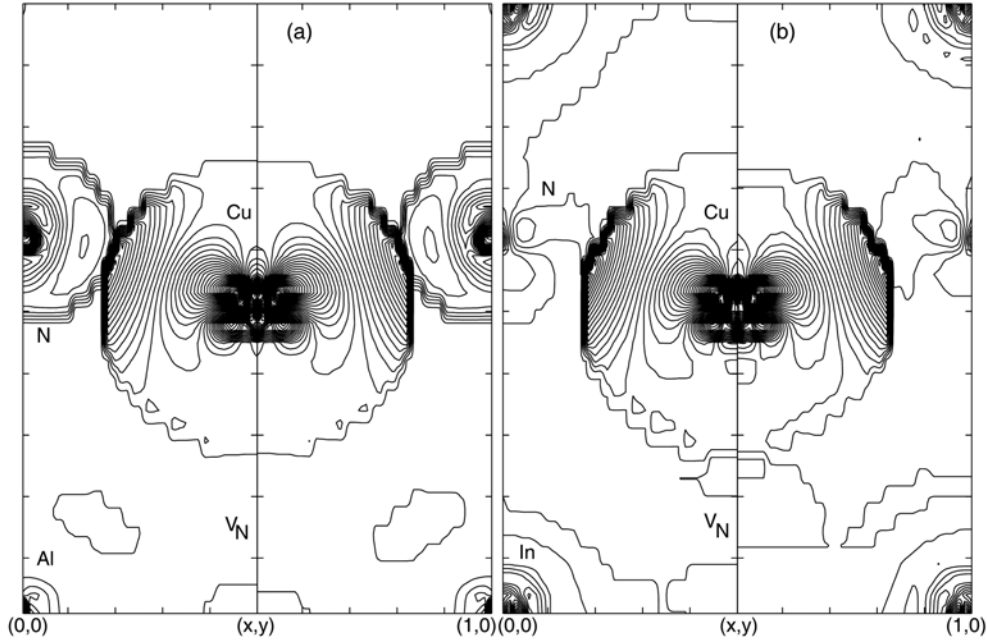 (a)
(b)
N
Cu
Cu
N
V_N
V_N
Al
In
(0,0)
(x,y)
(1,0)
(0,0)
(x,y)
(1,0)